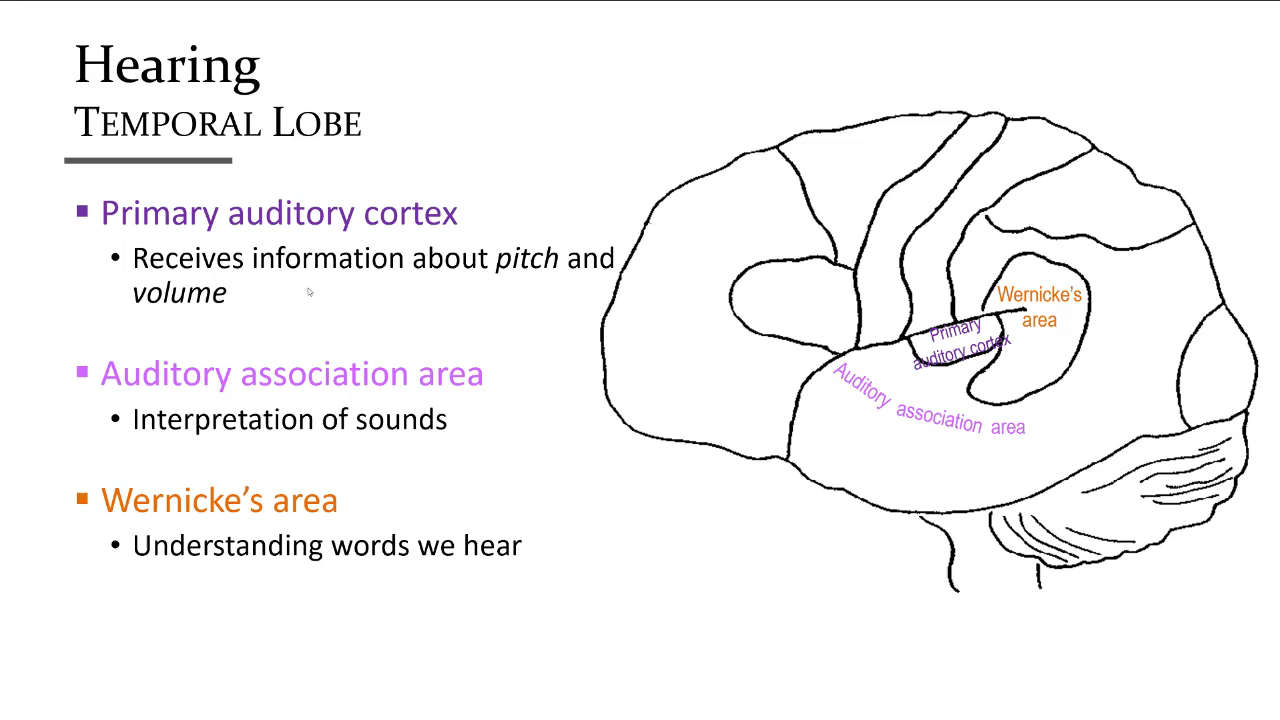 Hearing
TEMPORAL LOBE
▪ Primary auditory cortex
• Receives information about pitch and
volume
▪ Auditory association area
• Interpretation of sounds
▪ Wernicke’s area
• Understanding words we hear
Wernicke’s
area
Primary
auditory cortex
Auditory association area